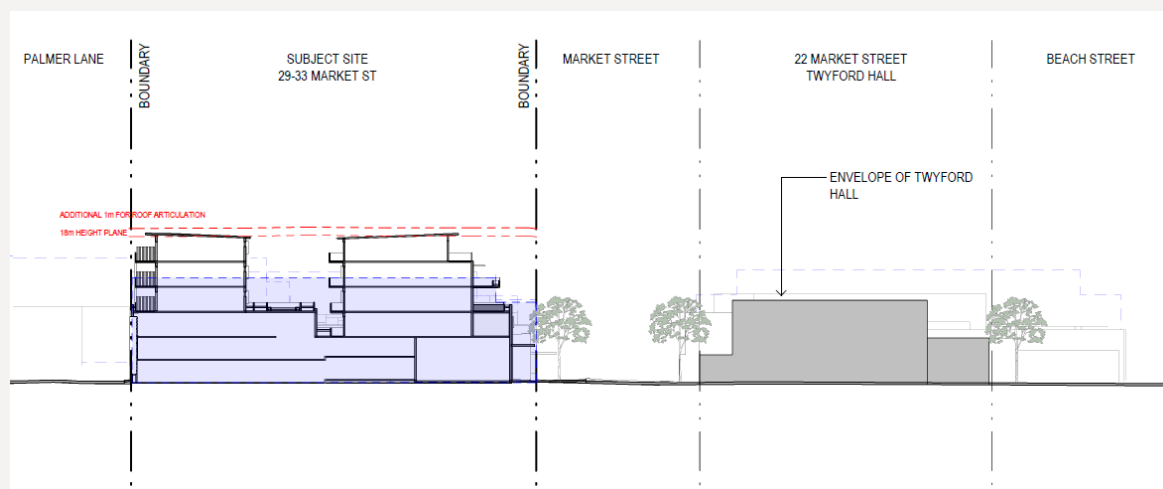 PALMER LANE
BOUNDARY
SUBJECT SITE
29-33 MARKET ST
BOUNDARY
MARKET STREET
22 MARKET STREET
TWYFORD HALL
BEACH STREET
ENVELOPE OF TWYFORD
HALL
ADDITIONAL 1m FOR ROOF ARTICULATION
18m HEIGHT PLANE